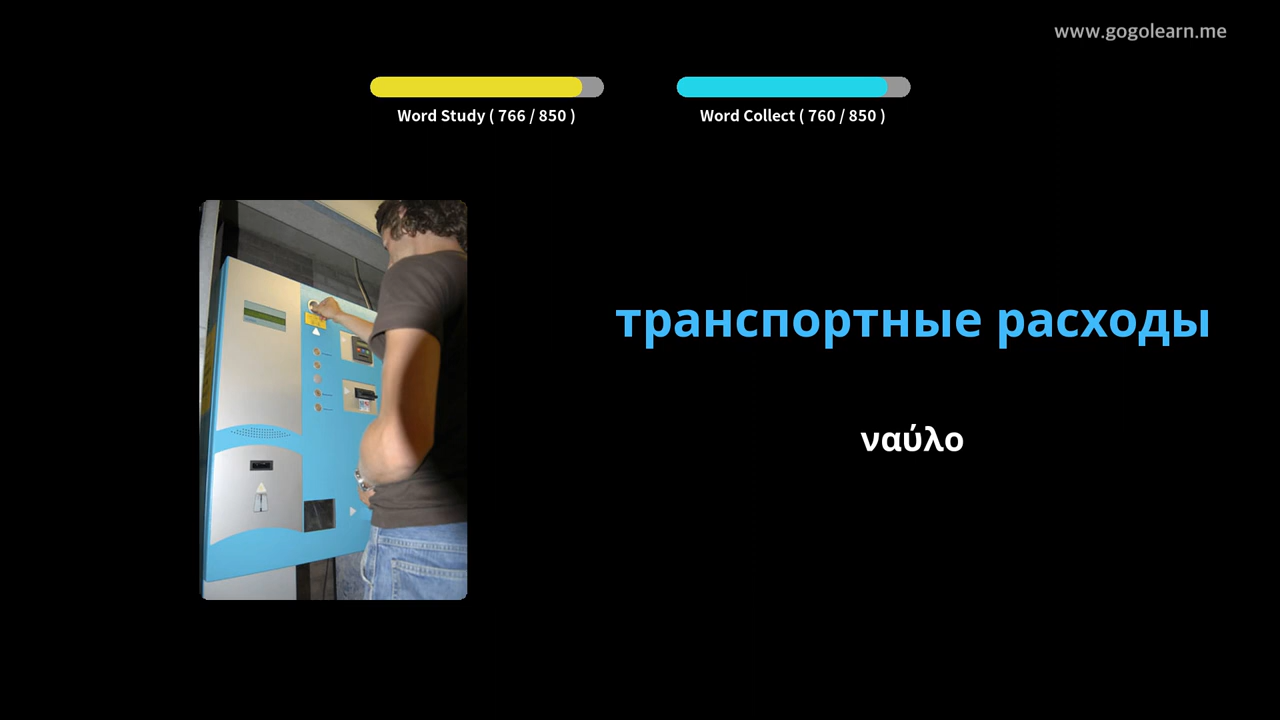 www.gogolearn.me
Word Study ( 766 / 850 )
Word Collect ( 760 / 850 )
транспортные расходы
ναύλο